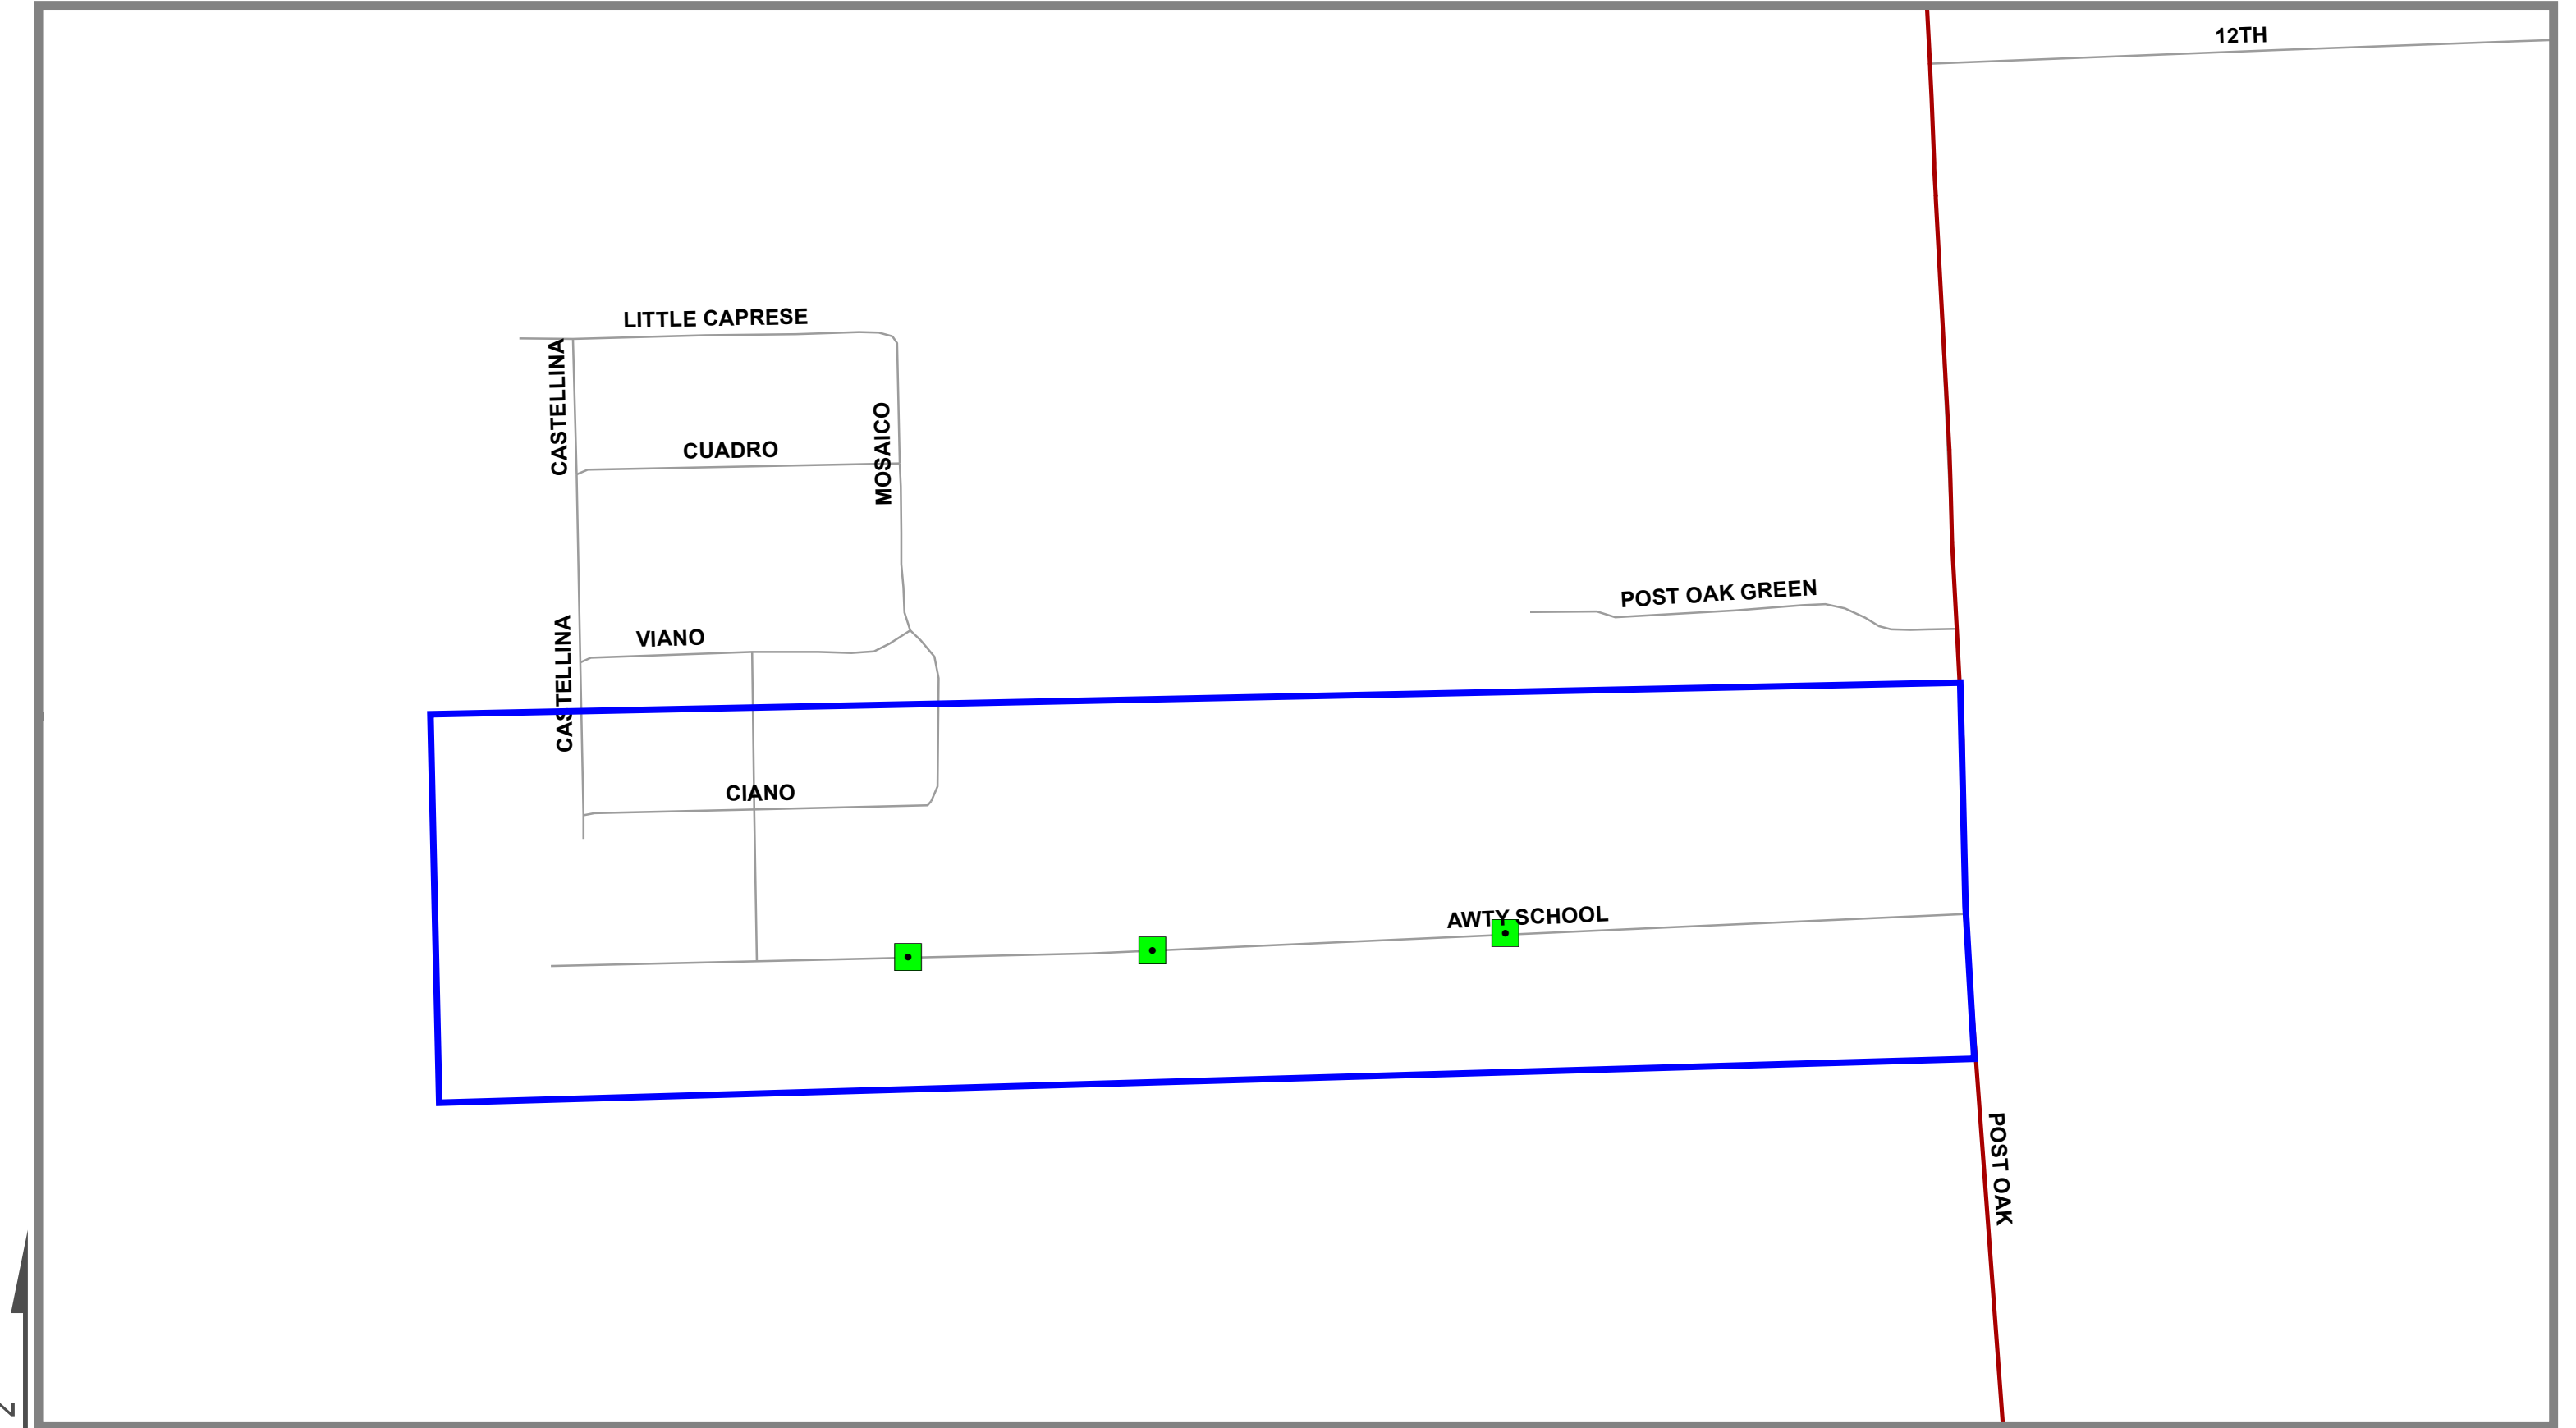 12TH
LITTLE CAPRESE
CASTELLINA
MOSAICO
CUADRO
POST OAK GREEN
VIANO
CASTELLINA
CIANO
AWTY SCHOOL
POST OAK